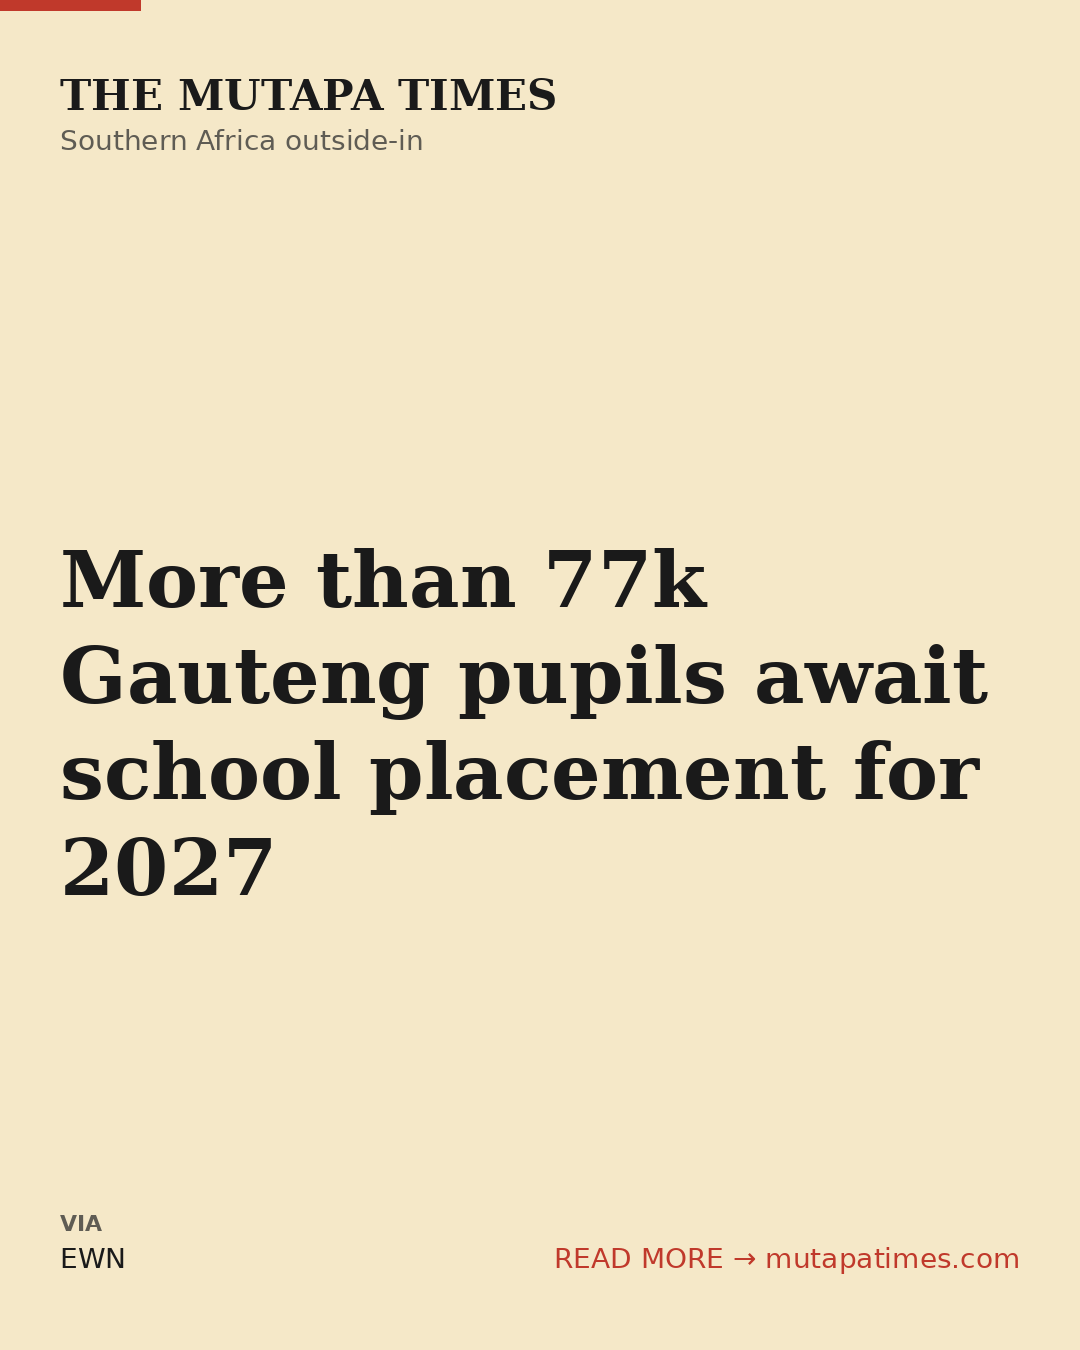 THE MUTAPA TIMES
Southern Africa outside-in
More than 77k
Gauteng pupils await
school placement for
2027
VIA
EWN
READ MORE → mutapatimes.com